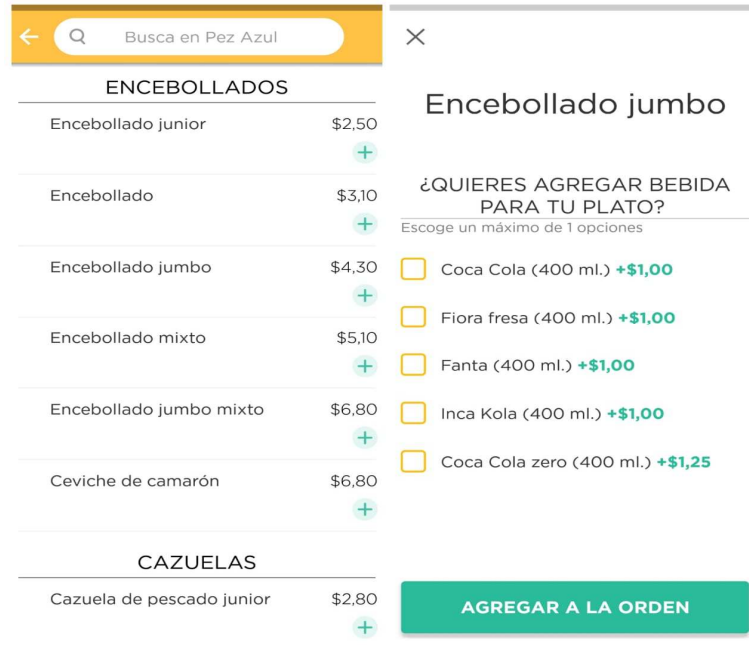 Busca en Pez Azul
ENCEBOLLADOS
Encebollado junior $2,50
+
Encebollado $3,10
+
Encebollado jumbo $4,30
+
Encebollado mixto $5,10
+
Encebollado jumbo mixto $6,80
+
Ceviche de camarón $6,80
+
CAZUELAS
Cazuela de pescado junior $2,80
+
Encebollado jumbo
¿QUIERES AGREGAR BEBIDA
PARA TU PLATO?
Escoge un máximo de 1 opciones
Coca Cola (400 ml.) +$1,00
Fiora fresa (400 ml.) +$1,00
Fanta (400 ml.) +$1,00
Inca Kola (400 ml.) +$1,00
Coca Cola zero (400 ml.) +$1,25
AGREGAR A LA ORDEN